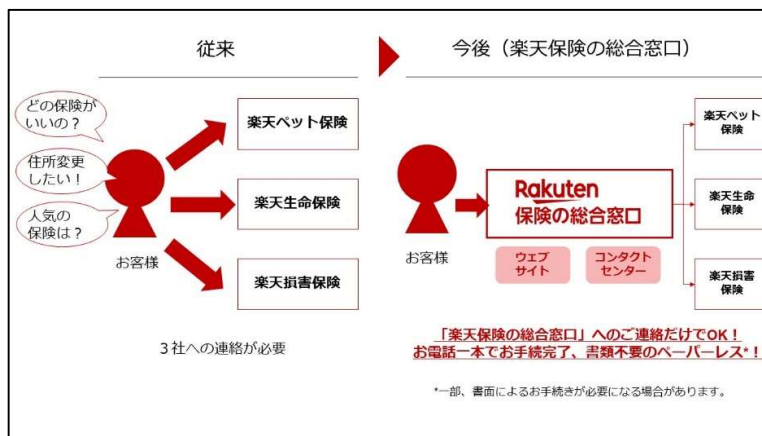 従来
どの保険が
いいの？
住所変更
したい！
人気の
保険は？
お客様
楽天ペット保険
楽天生命保険
楽天損害保険
３社への連絡が必要
今後（楽天保険の総合窓口）
お客様
Rakuten
保険の総合窓口
ウェブ
サイト
コンタクト
センター
楽天ペット
保険
楽天生命
保険
楽天損害
保険
「楽天保険の総合窓口」へのご連絡だけでOK！
お電話一本でお手続完了、書類不要のペーパーレス*！
*一部、書面によるお手続きが必要になる場合があります。